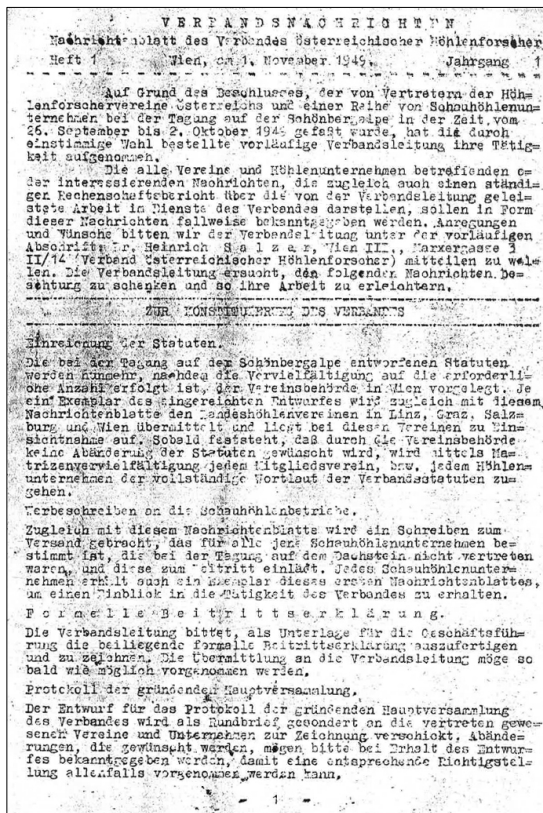 VERBANDSNACHRICHTEN
Nachrichtenblatt des Verbandes österreichischer Höhlenforscher
Heft 1 Wien, am 1. November 1949. Jahrgang 1
Auf Grund des Beschlusses, der von Vertretern der Höh=
lenforschervereine Österreichs und einer Reihe von Schauhöhlenun=
ternehmen bei der Tagung auf der Schönbergalpe in der Zeit vom
26. September bis 2. Oktober 1949 gefaßt wurde, hat die durch
einstimmige Wahl bestellte vorläufige Verbandsleitung ihre Tätig=
keit aufgenommen.
Die alle Vereine und Höhlenunternehmen betreffenden o=
der interessierenden Nachrichten, die zugleich auch einen ständi=
gen Rechenschaftsbericht über die von der Verbandsleitung gelei=
stete Arbeit im Dienste des Verbandes darstellen, sollen in Form
dieser Nachrichten fallweise bekanntgegeben werden. Anregungen
und Wünsche bitten wir der Verbandsleitung unter der vorläufigen
Abschrift: Dr. Heinrich Salzer, Wien III., Marxergasse 3
II/14 (Verband österreichischer Höhlenforscher) mitteilen zu wol=
len. Die Verbandsleitung ersucht, den folgenden Nachrichten be=
achtung zu schenken und so ihre Arbeit zu erleichtern.
ZUR KONSTITUIERUNG DES VERBANDES
Einreichung der Statuten.
Die bei der Tagung auf der Schönbergalpe entworfenen Statuten
werden nunmehr, nachdem die Vervielfältigung auf die erforderli=
che Anzahl erfolgt ist, der Vereinsbehörde in Wien vorgelegt. Je
ein Exemplar des eingereichten Entwurfes wird zugleich mit diesem
Nachrichtenblatte den Landeshöhlenvereinen in Linz, Graz, Salz=
burg und Wien übermittelt und liegt bei diesen Vereinen zu Ein=
sichtnahme auf. Sobald feststeht, daß durch die Vereinsbehörde
keine Abänderung der Statuten gewünscht wird, wird mittels Ma=
trizenvervielfältigung jedem Mitgliedsverein, bzw. jedem Höhlen=
unternehmen der vollständige Wortlaut der Verbandsstatuten zu=
gehen.
Werbeschreiben an die Schauhöhlenbetriebe.
Zugleich mit diesem Nachrichtenblatte wird ein Schreiben zum
Versand gebracht, das für alle jene Schauhöhlenunternehmen be=
stimmt ist, die bei der Tagung auf dem Dachstein nicht vertreten
waren, und diese zum Beitritt einlädt. Jedes Schauhöhlenunter=
nehmen erhält auch ein Exemplar dieses ersten Nachrichtenblattes,
um einen Einblick in die Tätigkeit des Verbandes zu erhalten.
Formelle Beitrittserklärung.
Die Verbandsleitung bittet, als Unterlage für die Geschäftsfüh=
rung die beiliegende formelle Beitrittserklärung auszufertigen
und zu zeichnen. Die Übermittlung an die Verbandsleitung möge so
bald wie möglich vorgenommen werden.
Protokoll der gründenden Hauptversammlung.
Der Entwurf für das Protokoll der gründenden Hauptversammlung
des Verbandes wird als Rundbrief gesondert an die vertreten gewe=
senen Vereine und Unternehmen zur Zeichnung verschickt. Abände=
rungen, die gewünscht werden, mögen bitte bei Erhalt des Entwur=
fes bekanntgegeben werden, damit eine entsprechende Richtigstel=
lung allenfalls vorgenommen werden kann.
- 1 -